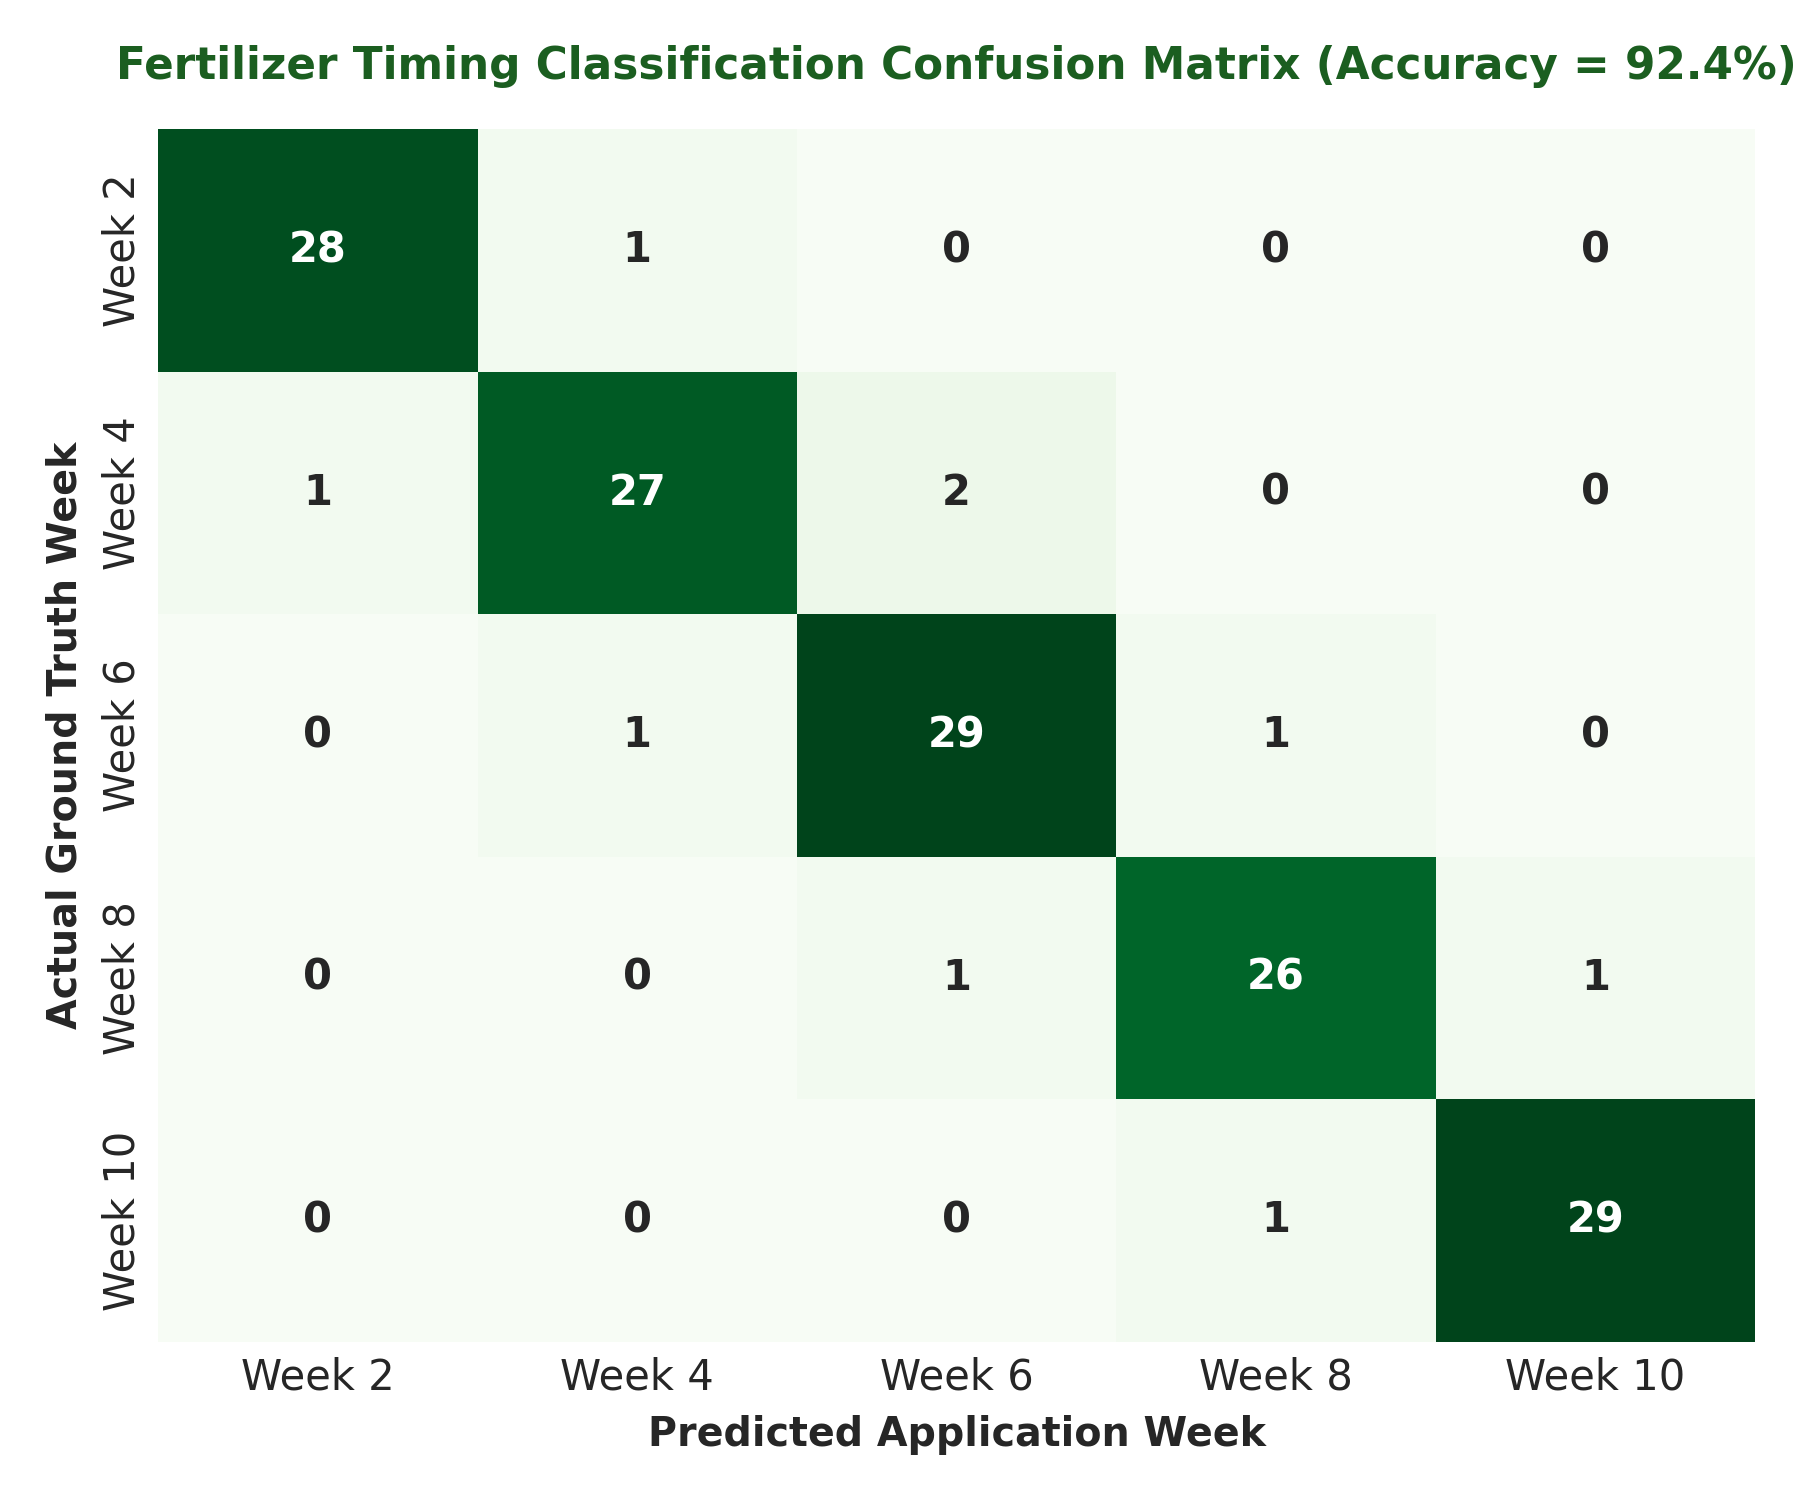 Fertilizer Timing Classification Confusion Matrix (Accuracy = 92.4%)
Actual Ground Truth Week
Week 2 28 1 0 0 0
Week 4 1 27 2 0 0
Week 6 0 1 29 1 0
Week 8 0 0 1 26 1
Week 10 0 0 0 1 29
Week 2 Week 4 Week 6 Week 8 Week 10
Predicted Application Week